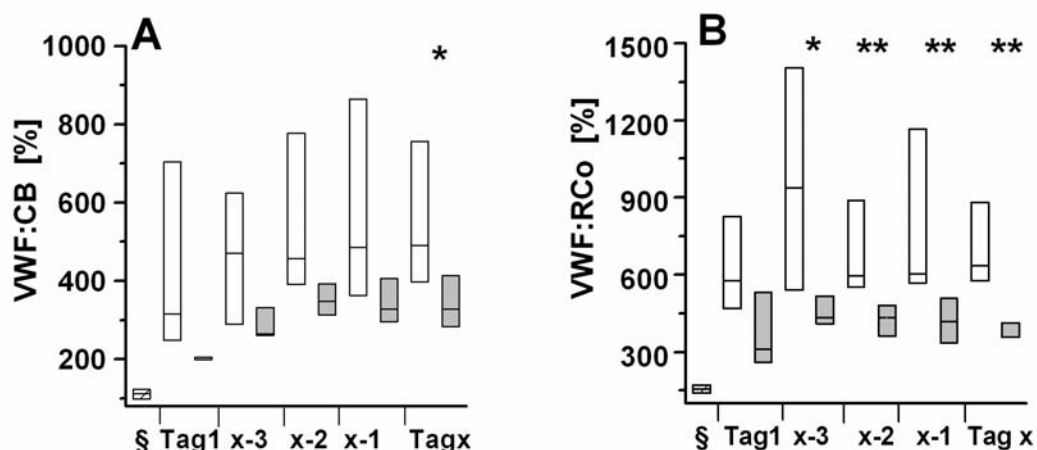 A
VWF:CB [%]
1000
800
600
400
200
*
§ Tag1 x-3 x-2 x-1 Tagx
B
VWF:RCo [%]
1500
1200
900
600
300
* ** ** **
§ Tag1 x-3 x-2 x-1 Tag x